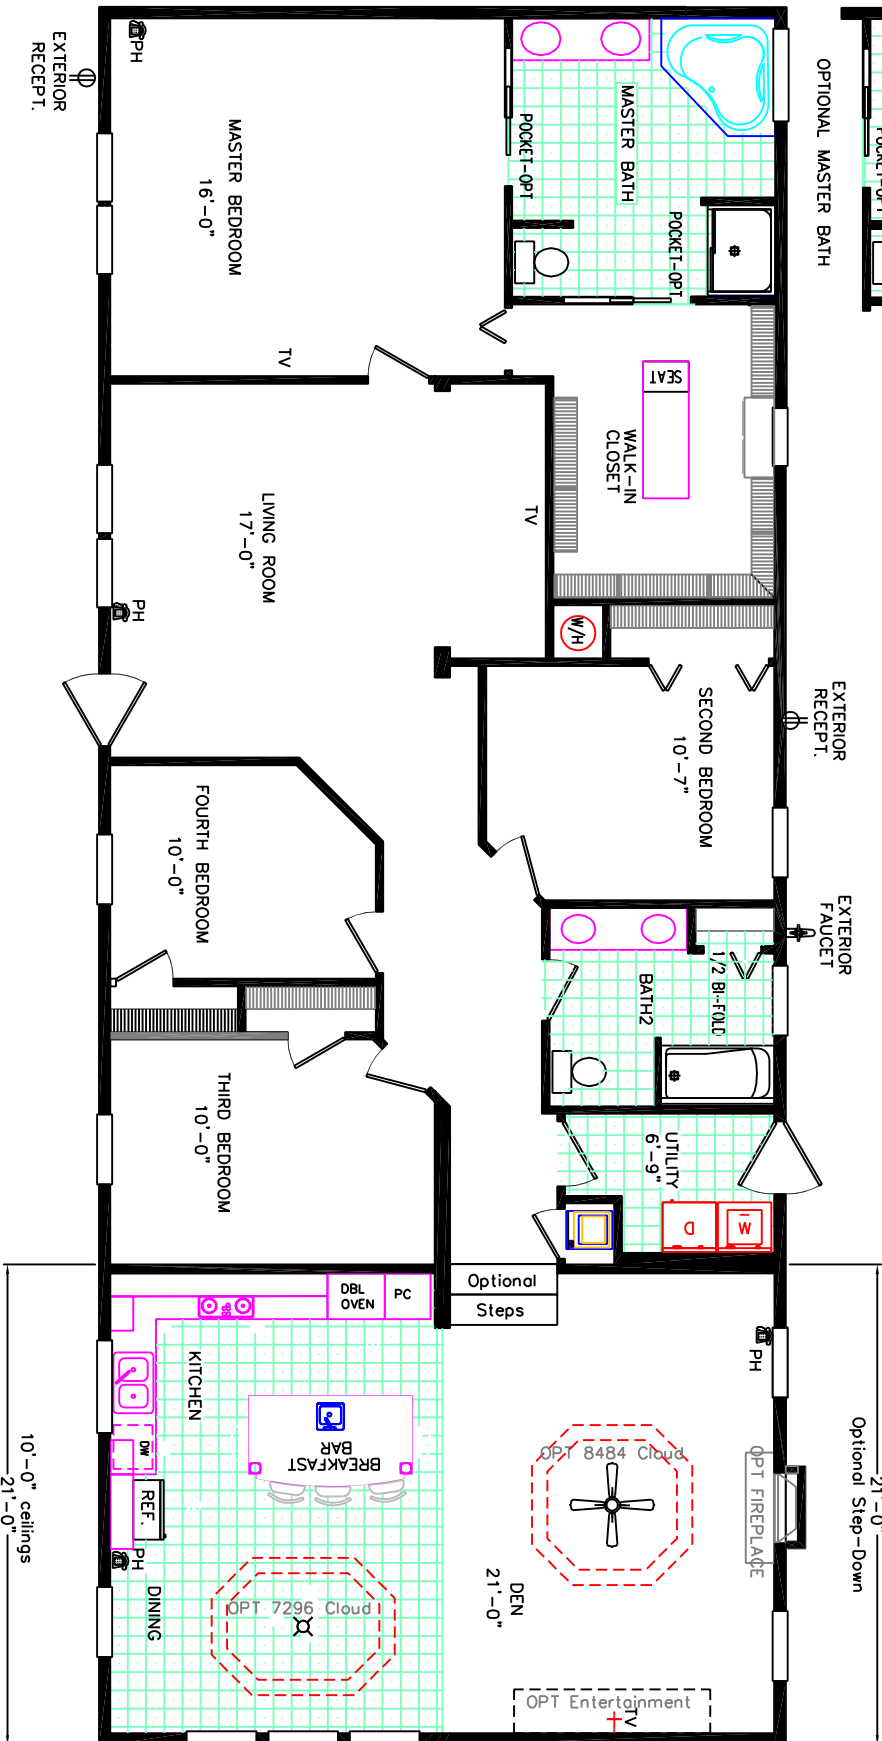 PH
EXTERIOR
RECEPT.
MASTER BEDROOM
16'-0"
TV
POCKET-OPT
MASTER BATH
POCKET-OPT
OPTIONAL MASTER BATH
POCKET-OPT
SEAT
WALK-IN
CLOSET
TV
LIVING ROOM
17'-0"
PH
W/H
SECOND BEDROOM
10'-7"
EXTERIOR
RECEPT.
FOURTH BEDROOM
10'-0"
EXTERIOR
FAUCET
1/2 BI-FOLD
BATH2
THIRD BEDROOM
10'-0"
UTILITY
6'-9"
D
W
Optional
Steps
DBL
OVEN
PC
KITCHEN
DW
REF.
PH
BREAKFAST
BAR
DINING
OPT 7296 Cloud
OPT 8484 Cloud
DEN
21'-0"
PH
OPT FIREPLACE
OPT Entertainment
TV
10'-0" ceilings
21'-0"
21'-0"
Optional Step-Down